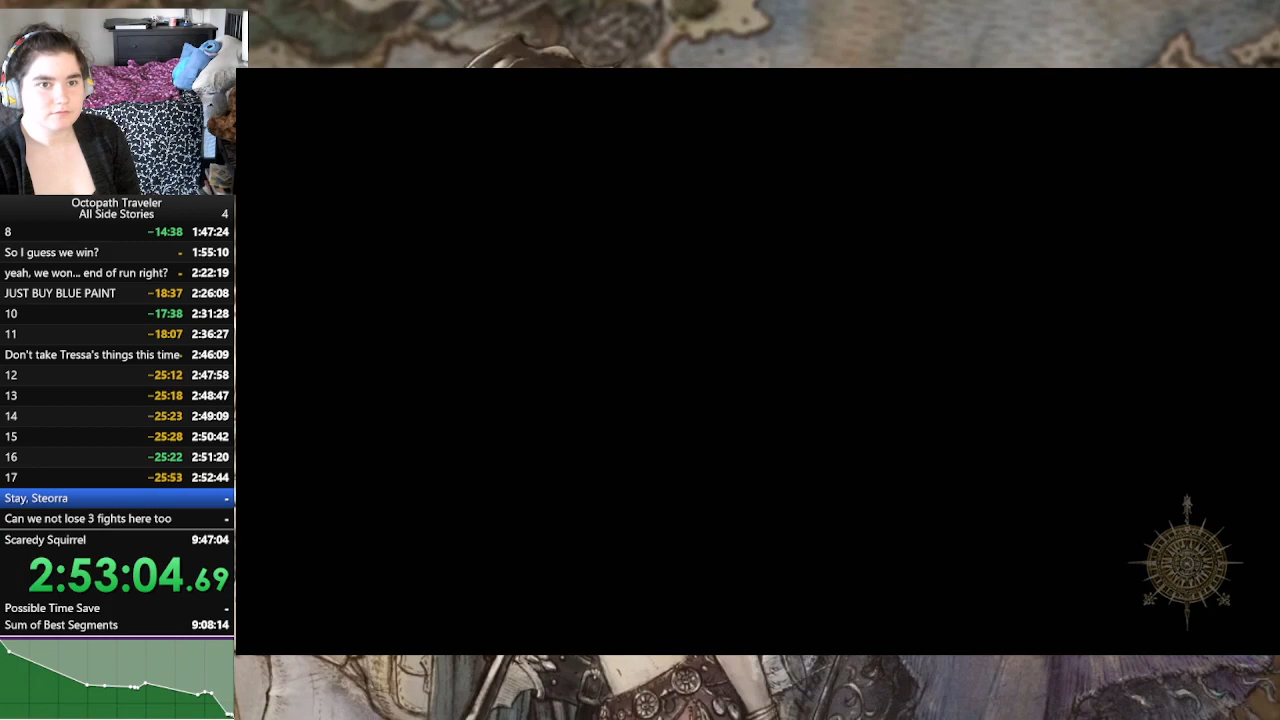 Octopath Traveler
All Side Stories 4
8 −14:38 1:47:24
So I guess we win? - 1:55:10
yeah, we won... end of run right? - 2:22:19
JUST BUY BLUE PAINT −18:37 2:26:08
10 −17:38 2:31:28
11 −18:07 2:36:27
Don't take Tressa's things this time- 2:46:09
12 −25:12 2:47:58
13 −25:18 2:48:47
14 −25:23 2:49:09
15 −25:28 2:50:42
16 −25:22 2:51:20
17 −25:53 2:52:44
Stay, Steorra -
Can we not lose 3 fights here too -
Scaredy Squirrel 9:47:04
2:53:04.69
Possible Time Save -
Sum of Best Segments 9:08:14